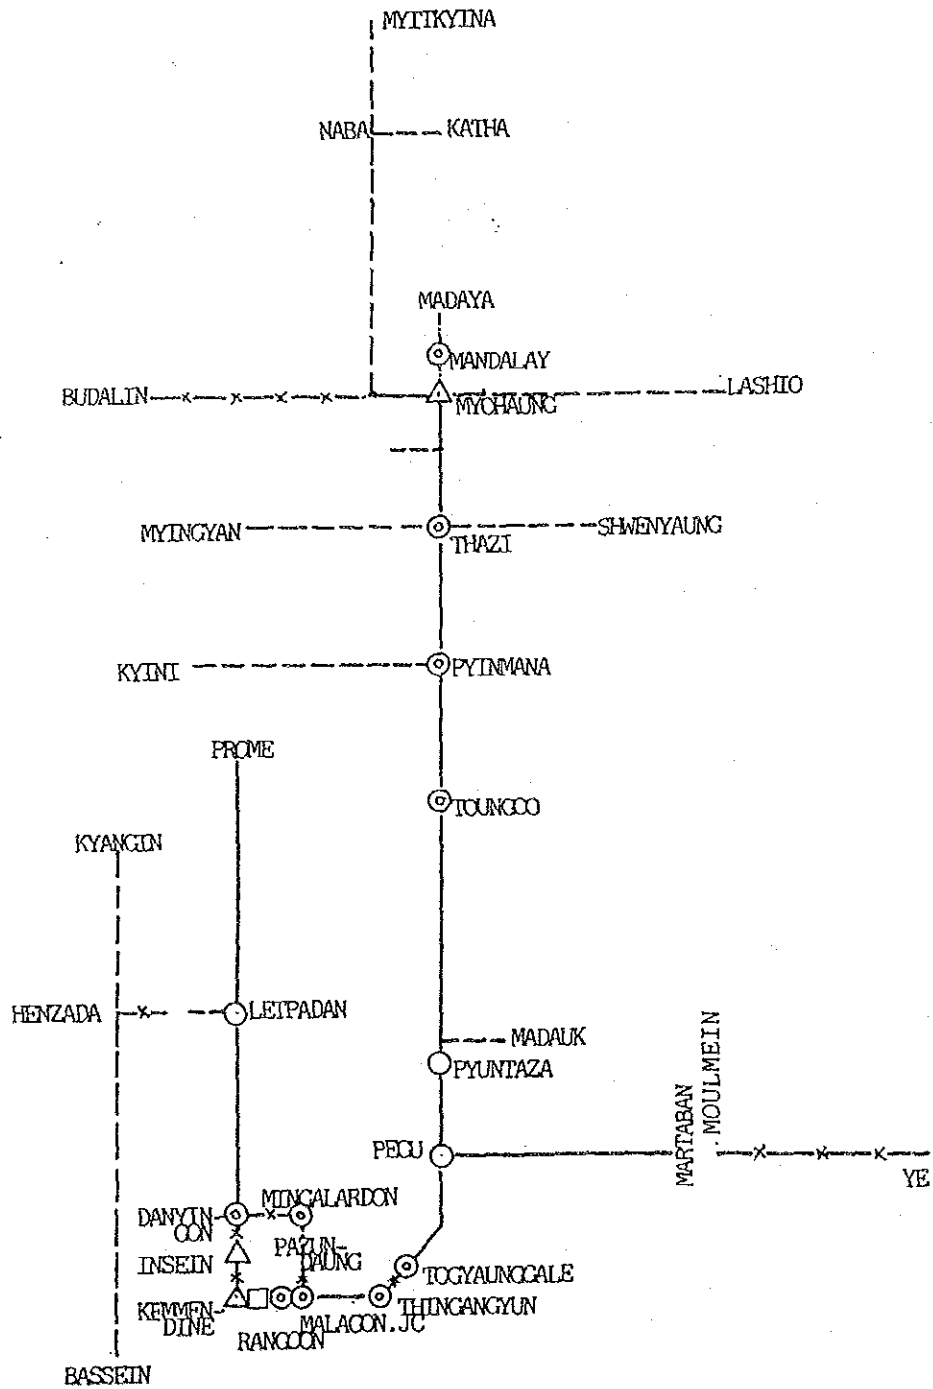 MYITKYINA
NABA
KATHA
MADAYA
MANDALAY
BUDALIN
LASHIO
MYOHAUNG
MYINGYAN
SHWENYAUNG
THAZI
KYINI
PYINMANA
PROME
TOUNGOO
KYANGIN
HENZADA
LETPADAN
MADAUK
PYUNTAZA
MARTABAN
MOULMEIN
PEGU
YE
MINGALARDON
DANYIN
GON
PAZUN-
DAUNG
INSEIN
TOGYAUNGGALE
THINGANGYUN
KEMMEN-
DINE
MALAGON.JC
RANGOON
BASSEIN